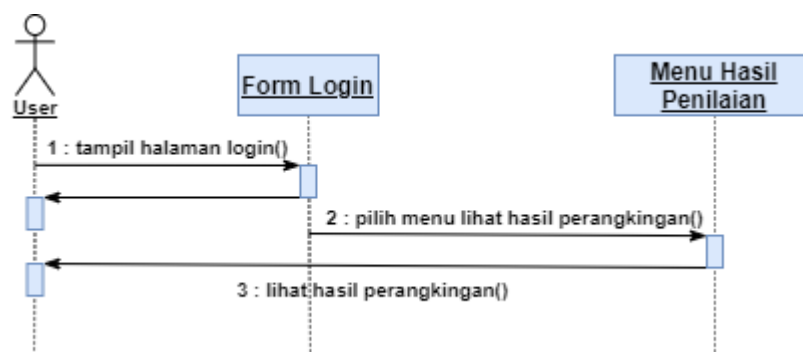 User
Form Login
Menu Hasil
Penilaian
1 : tampil halaman login()
2 : pilih menu lihat hasil perangkingan()
3 : lihat hasil perangkingan()